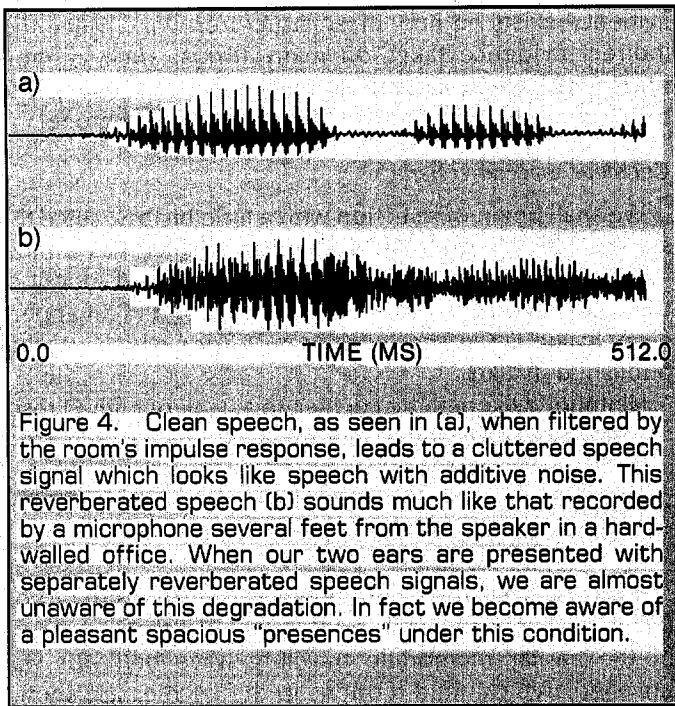 a)
b)
0.0 TIME (MS) 512.0
Figure 4. Clean speech, as seen in (a), when filtered by
the room's impulse response, leads to a cluttered speech
signal which looks like speech with additive noise. This
reverberated speech (b) sounds much like that recorded
by a microphone several feet from the speaker in a hard-
walled office. When our two ears are presented with
separately reverberated speech signals, we are almost
unaware of this degradation. In fact we become aware of
a pleasant spacious "presences" under this condition.